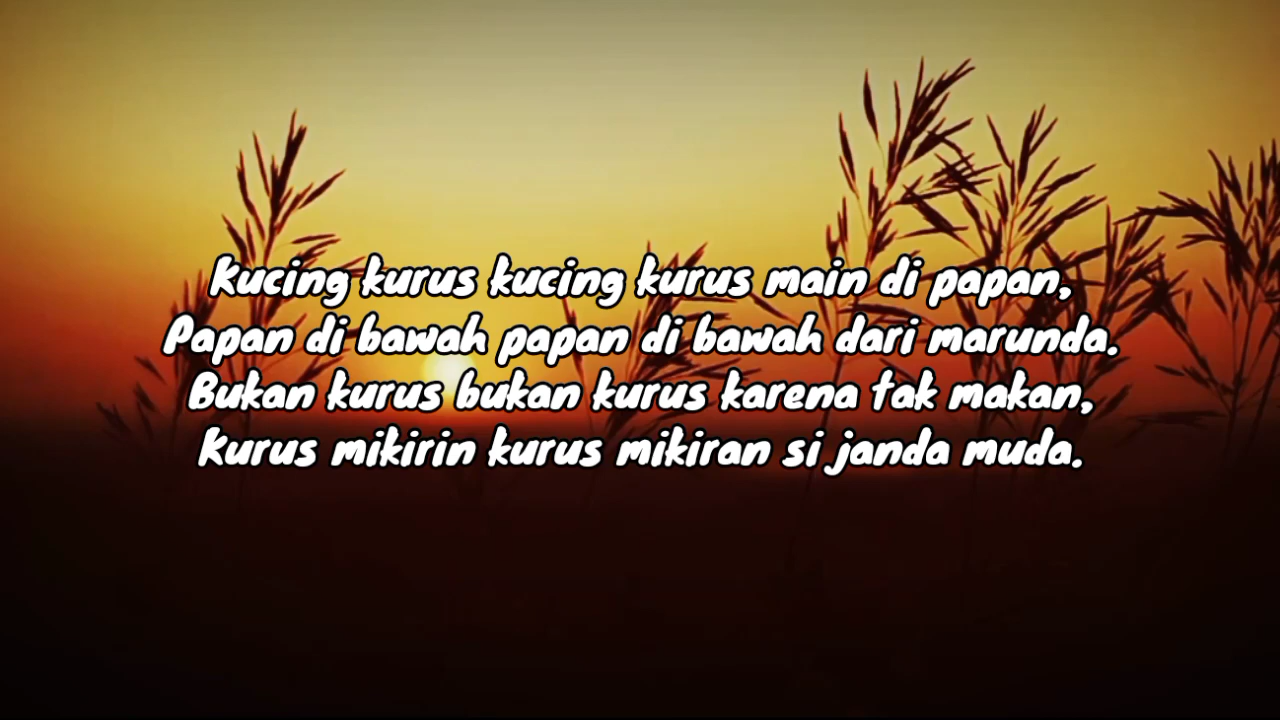 Kucing kurus kucing kurus main di papan,
Papan di bawah papan di bawah dari marunda.
Bukan kurus bukan kurus karena tak makan,
Kurus mikirin kurus mikiran si janda muda.